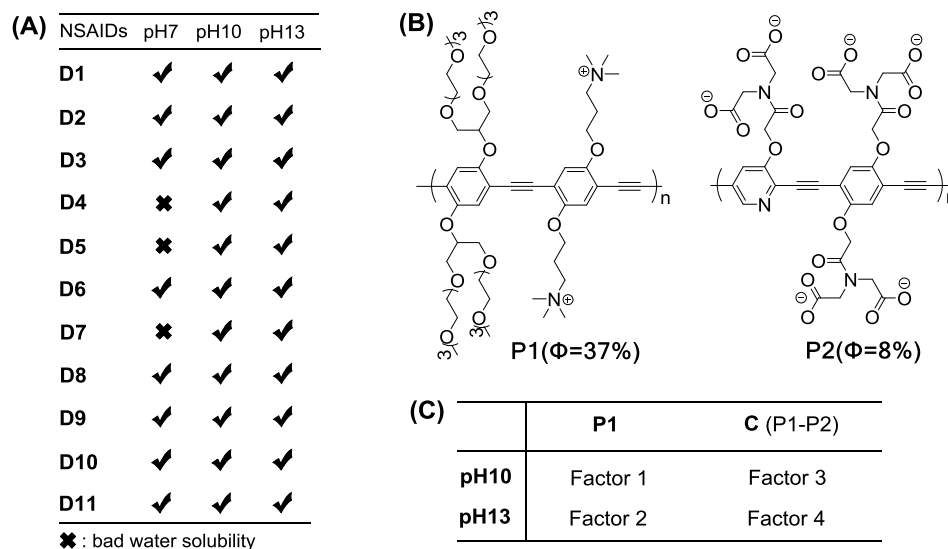 (A)
NSAIDs pH7 pH10 pH13
D1 ✔ ✔ ✔
D2 ✔ ✔ ✔
D3 ✔ ✔ ✔
D4 ✖ ✔ ✔
D5 ✖ ✔ ✔
D6 ✔ ✔ ✔
D7 ✖ ✔ ✔
D8 ✔ ✔ ✔
D9 ✔ ✔ ✔
D10 ✔ ✔ ✔
D11 ✔ ✔ ✔
✖ : bad water solubility
(B)
P1(Φ=37%)
P2(Φ=8%)
(C)
P1 C (P1-P2)
pH10 Factor 1 Factor 3
pH13 Factor 2 Factor 4